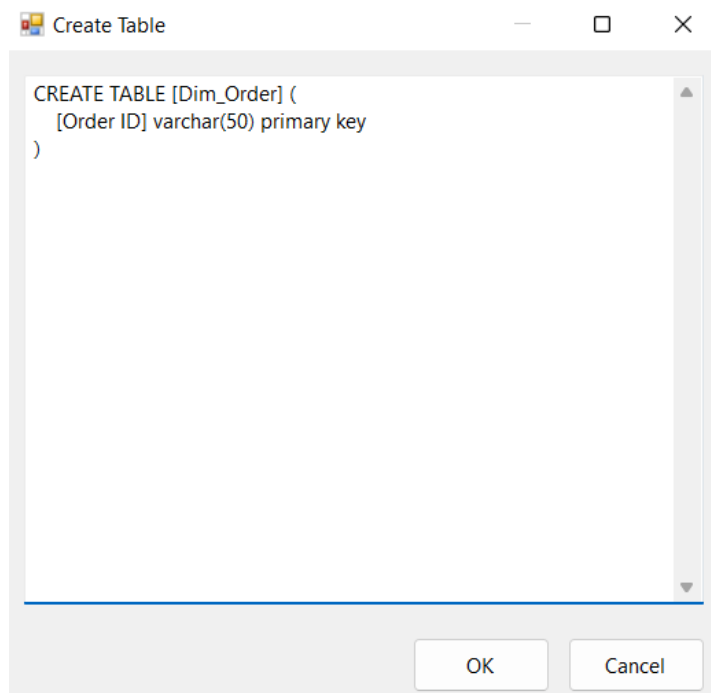 Create Table
CREATE TABLE [Dim_Order] (
[Order ID] varchar(50) primary key
)
OK
Cancel